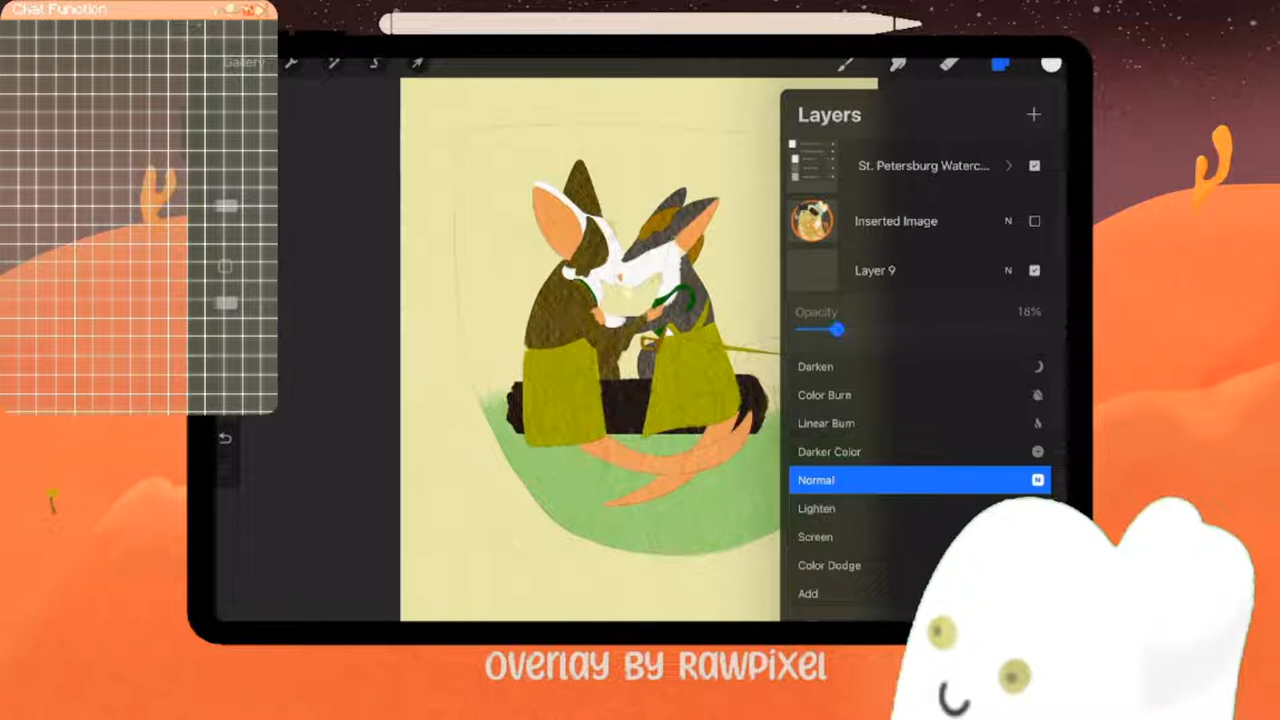 Chat Function
Gallery
Layers
St. Petersburg Waterc...
Inserted Image N
Layer 9 N
Opacity 18%
Darken
Color Burn
Linear Burn
Darker Color
Normal N
Lighten
Screen
Color Dodge
Add
Overlay by Rawpixel